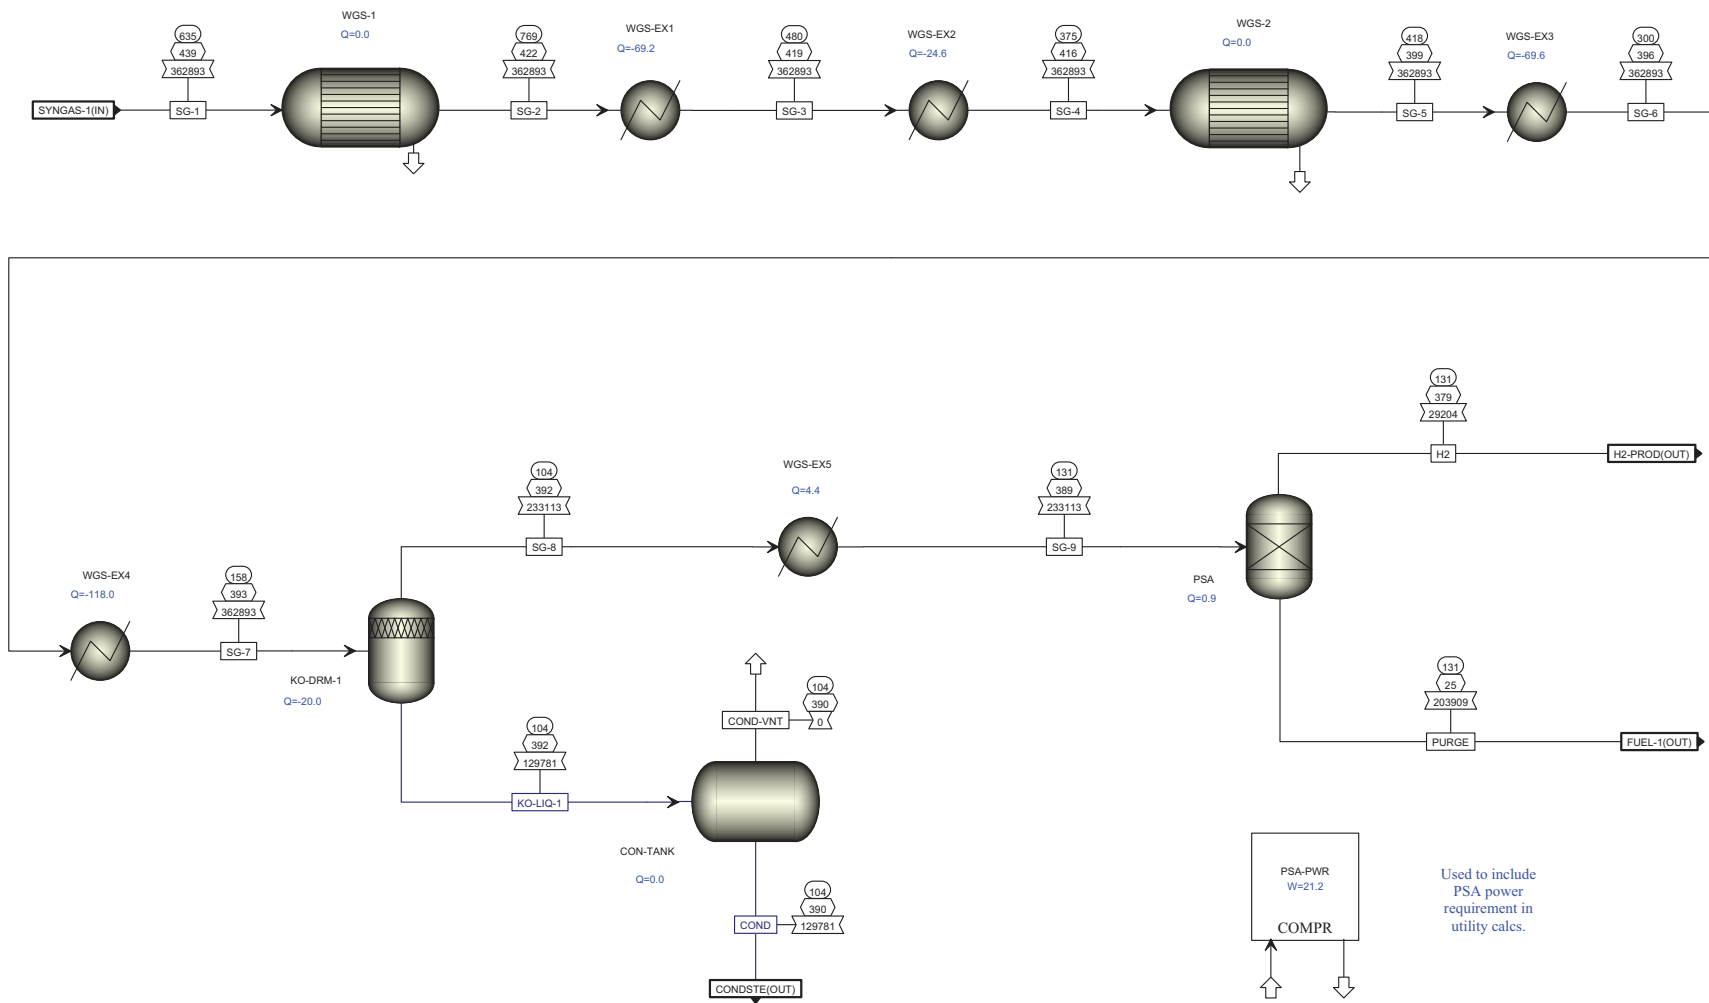 WGS-1
Q=0.0
635
439
362893
SYNGAS-1(IN)
SG-1
769
422
362893
SG-2
WGS-EX1
Q=-69.2
480
419
362893
SG-3
WGS-EX2
Q=-24.6
375
416
362893
SG-4
WGS-2
Q=0.0
418
399
362893
SG-5
WGS-EX3
Q=-69.6
300
396
362893
SG-6
WGS-EX4
Q=-118.0
158
393
362893
SG-7
KO-DRM-1
Q=-20.0
104
392
233113
SG-8
WGS-EX5
Q=4.4
131
389
233113
SG-9
PSA
Q=0.9
131
379
29204
H2
H2-PROD(OUT)
131
25
203909
PURGE
FUEL-1(OUT)
104
392
129781
KO-LIQ-1
COND-VNT
104
390
0
CON-TANK
Q=0.0
104
390
129781
COND
CONDSTE(OUT)
PSA-PWR
W=21.2
COMPR
Used to include
PSA power
requirement in
utility calcs.